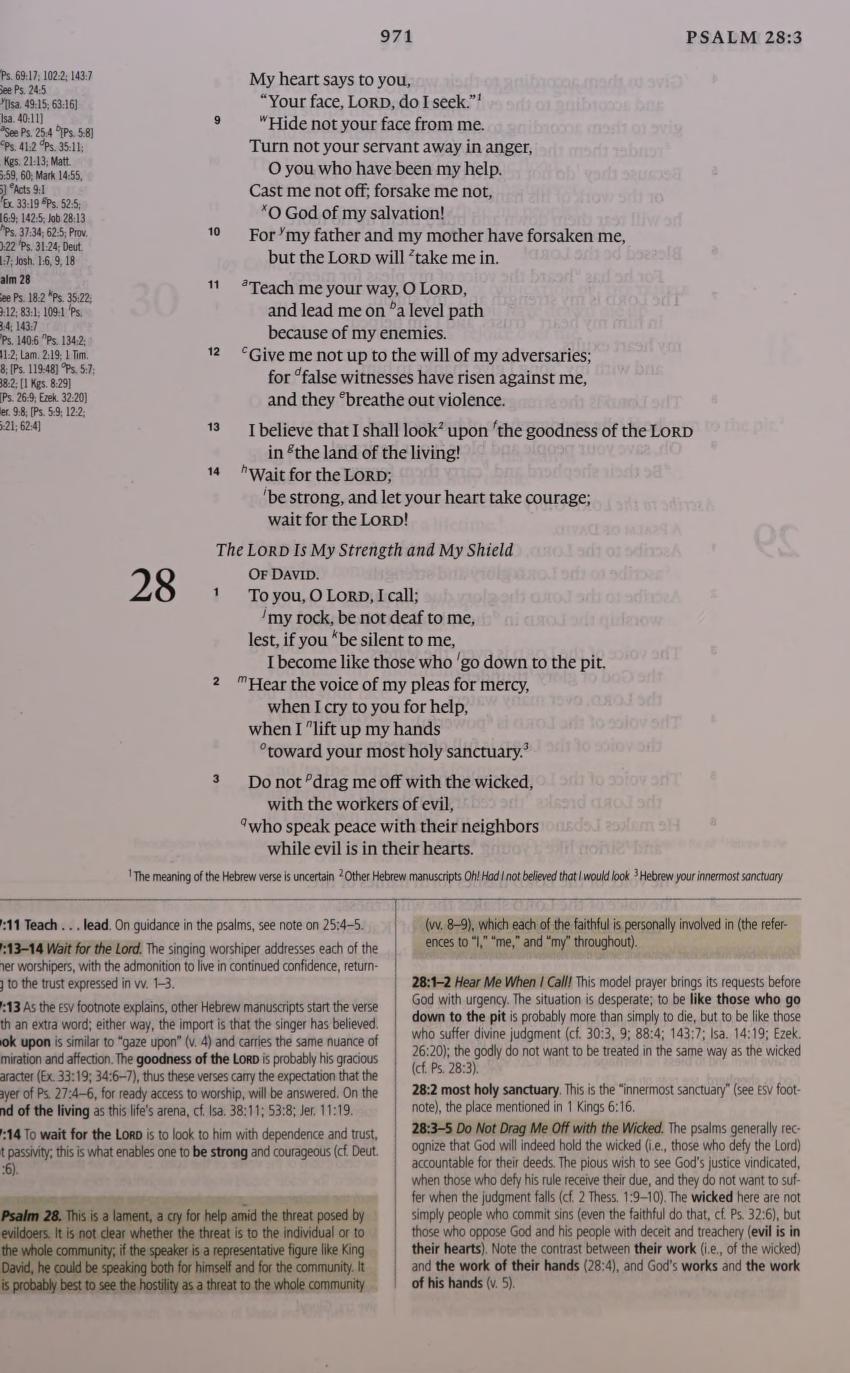 971
PSALM 28:3
Ps. 69:17; 102:2; 143:7
See Ps. 24:5
y[Isa. 49:15; 63:16]
Isa. 40:11]
aSee Ps. 25:4 b[Ps. 5:8]
cPs. 41:2 dPs. 35:11;
Kgs. 21:13; Matt.
5:59, 60; Mark 14:55,
5] eActs 9:1
fEx. 33:19 gPs. 52:5;
16:9; 142:5; Job 28:13
hPs. 37:34; 62:5; Prov.
0:22 iPs. 31:24; Deut.
1:7; Josh. 1:6, 9, 18
alm 28
See Ps. 18:2 kPs. 35:22;
9:12; 83:1; 109:1 lPs.
8:4; 143:7
Ps. 140:6 nPs. 134:2;
41:2; Lam. 2:19; 1 Tim.
8; [Ps. 119:48] oPs. 5:7;
38:2; [1 Kgs. 8:29]
[Ps. 26:9; Ezek. 32:20]
er. 9:8; [Ps. 5:9; 12:2;
5:21; 62:4]
My heart says to you,
“Your face, LORD, do I seek.”1
9 wHide not your face from me.
Turn not your servant away in anger,
O you who have been my help.
Cast me not off; forsake me not,
xO God of my salvation!
10 For ymy father and my mother have forsaken me,
but the LORD will ztake me in.
11 aTeach me your way, O LORD,
and lead me on ba level path
because of my enemies.
12 cGive me not up to the will of my adversaries;
for dfalse witnesses have risen against me,
and they ebreathe out violence.
13 I believe that I shall look2 upon fthe goodness of the LORD
in gthe land of the living!
14 hWait for the LORD;
ibe strong, and let your heart take courage;
wait for the LORD!
The LORD Is My Strength and My Shield
28 OF DAVID.
1 To you, O LORD, I call;
jmy rock, be not deaf to me,
lest, if you kbe silent to me,
I become like those who lgo down to the pit.
2 mHear the voice of my pleas for mercy,
when I cry to you for help,
when I nlift up my hands
otoward your most holy sanctuary.3
3 Do not pdrag me off with the wicked,
with the workers of evil,
qwho speak peace with their neighbors
while evil is in their hearts.
1 The meaning of the Hebrew verse is uncertain 2 Other Hebrew manuscripts Oh! Had I not believed that I would look 3 Hebrew your innermost sanctuary
:11 Teach . . . lead. On guidance in the psalms, see note on 25:4–5.
:13–14 Wait for the Lord. The singing worshiper addresses each of the
her worshipers, with the admonition to live in continued confidence, return-
g to the trust expressed in vv. 1–3.
:13 As the ESV footnote explains, other Hebrew manuscripts start the verse
th an extra word; either way, the import is that the singer has believed.
ok upon is similar to “gaze upon” (v. 4) and carries the same nuance of
miration and affection. The goodness of the LORD is probably his gracious
aracter (Ex. 33:19; 34:6–7), thus these verses carry the expectation that the
ayer of Ps. 27:4–6, for ready access to worship, will be answered. On the
nd of the living as this life’s arena, cf. Isa. 38:11; 53:8; Jer. 11:19.
:14 To wait for the LORD is to look to him with dependence and trust,
t passivity; this is what enables one to be strong and courageous (cf. Deut.
:6).
Psalm 28. This is a lament, a cry for help amid the threat posed by
evildoers. It is not clear whether the threat is to the individual or to
the whole community; if the speaker is a representative figure like King
David, he could be speaking both for himself and for the community. It
is probably best to see the hostility as a threat to the whole community
(vv. 8–9), which each of the faithful is personally involved in (the refer-
ences to “I,” “me,” and “my” throughout).
28:1–2 Hear Me When I Call! This model prayer brings its requests before
God with urgency. The situation is desperate; to be like those who go
down to the pit is probably more than simply to die, but to be like those
who suffer divine judgment (cf. 30:3, 9; 88:4; 143:7; Isa. 14:19; Ezek.
26:20); the godly do not want to be treated in the same way as the wicked
(cf. Ps. 28:3).
28:2 most holy sanctuary. This is the “innermost sanctuary” (see ESV foot-
note), the place mentioned in 1 Kings 6:16.
28:3–5 Do Not Drag Me Off with the Wicked. The psalms generally rec-
ognize that God will indeed hold the wicked (i.e., those who defy the Lord)
accountable for their deeds. The pious wish to see God’s justice vindicated,
when those who defy his rule receive their due, and they do not want to suf-
fer when the judgment falls (cf. 2 Thess. 1:9–10). The wicked here are not
simply people who commit sins (even the faithful do that, cf. Ps. 32:6), but
those who oppose God and his people with deceit and treachery (evil is in
their hearts). Note the contrast between their work (i.e., of the wicked)
and the work of their hands (28:4), and God’s works and the work
of his hands (v. 5).